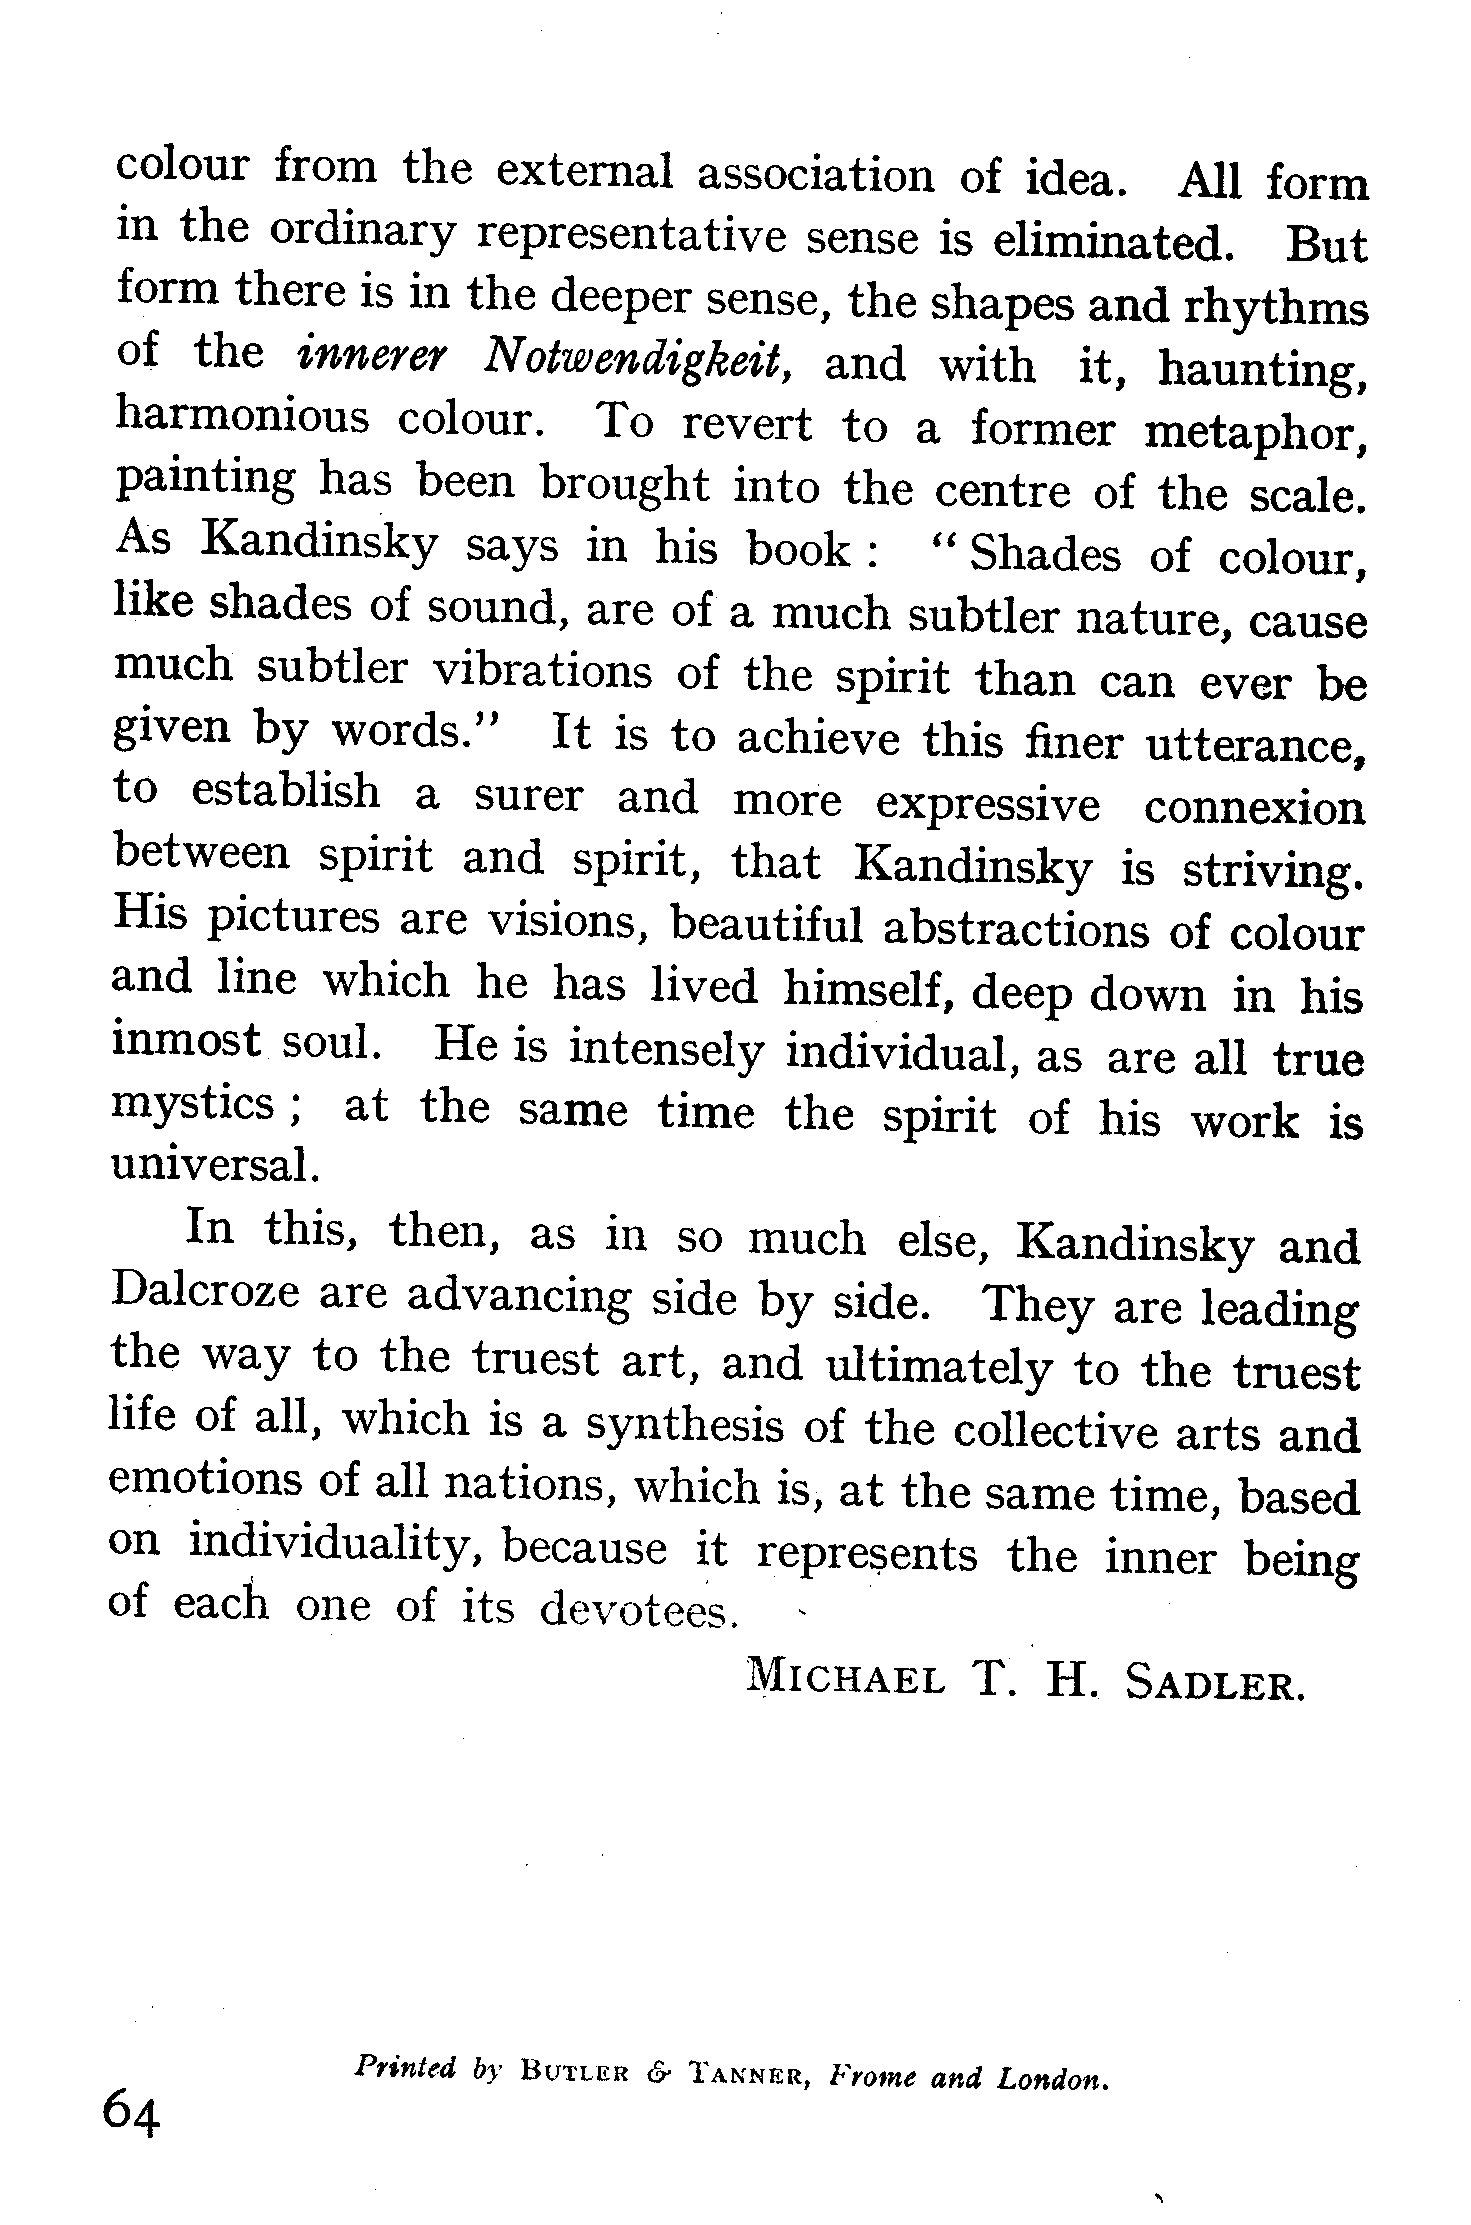 colour from the external association of idea. All form
in the ordinary representative sense is eliminated. But
form there is in the deeper sense, the shapes and rhythms
of the innerer Notwendigkeit, and with it, haunting,
harmonious colour. To revert to a former metaphor,
painting has been brought into the centre of the scale.
As Kandinsky says in his book : “ Shades of colour,
like shades of sound, are of a much subtler nature, cause
much subtler vibrations of the spirit than can ever be
given by words.” It is to achieve this finer utterance,
to establish a surer and more expressive connexion
between spirit and spirit, that Kandinsky is striving.
His pictures are visions, beautiful abstractions of colour
and line which he has lived himself, deep down in his
inmost soul. He is intensely individual, as are all true
mystics ; at the same time the spirit of his work is
universal.
In this, then, as in so much else, Kandinsky and
Dalcroze are advancing side by side. They are leading
the way to the truest art, and ultimately to the truest
life of all, which is a synthesis of the collective arts and
emotions of all nations, which is, at the same time, based
on individuality, because it represents the inner being
of each one of its devotees.
MICHAEL T. H. SADLER.
Printed by BUTLER & TANNER, Frome and London.
64